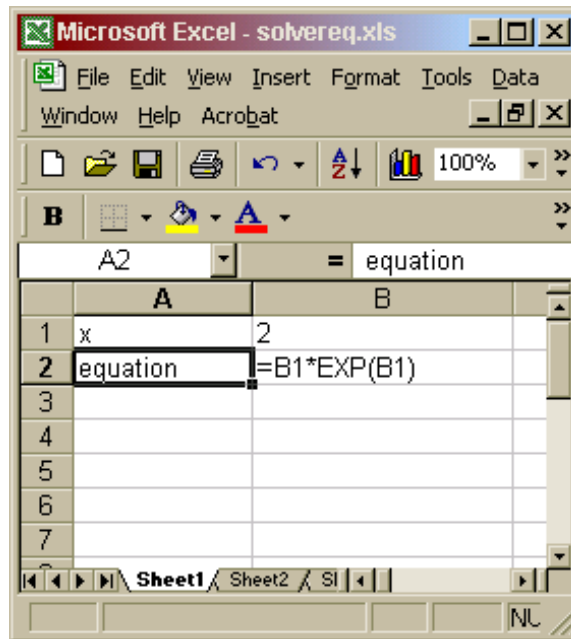 Microsoft Excel - solvereq.xls
File Edit View Insert Format Tools Data
Window Help Acrobat
100%
B A
A2 = equation
A B
1 x 2
2 equation =B1*EXP(B1)
3
4
5
6
7
Sheet1 Sheet2 Sl
NU